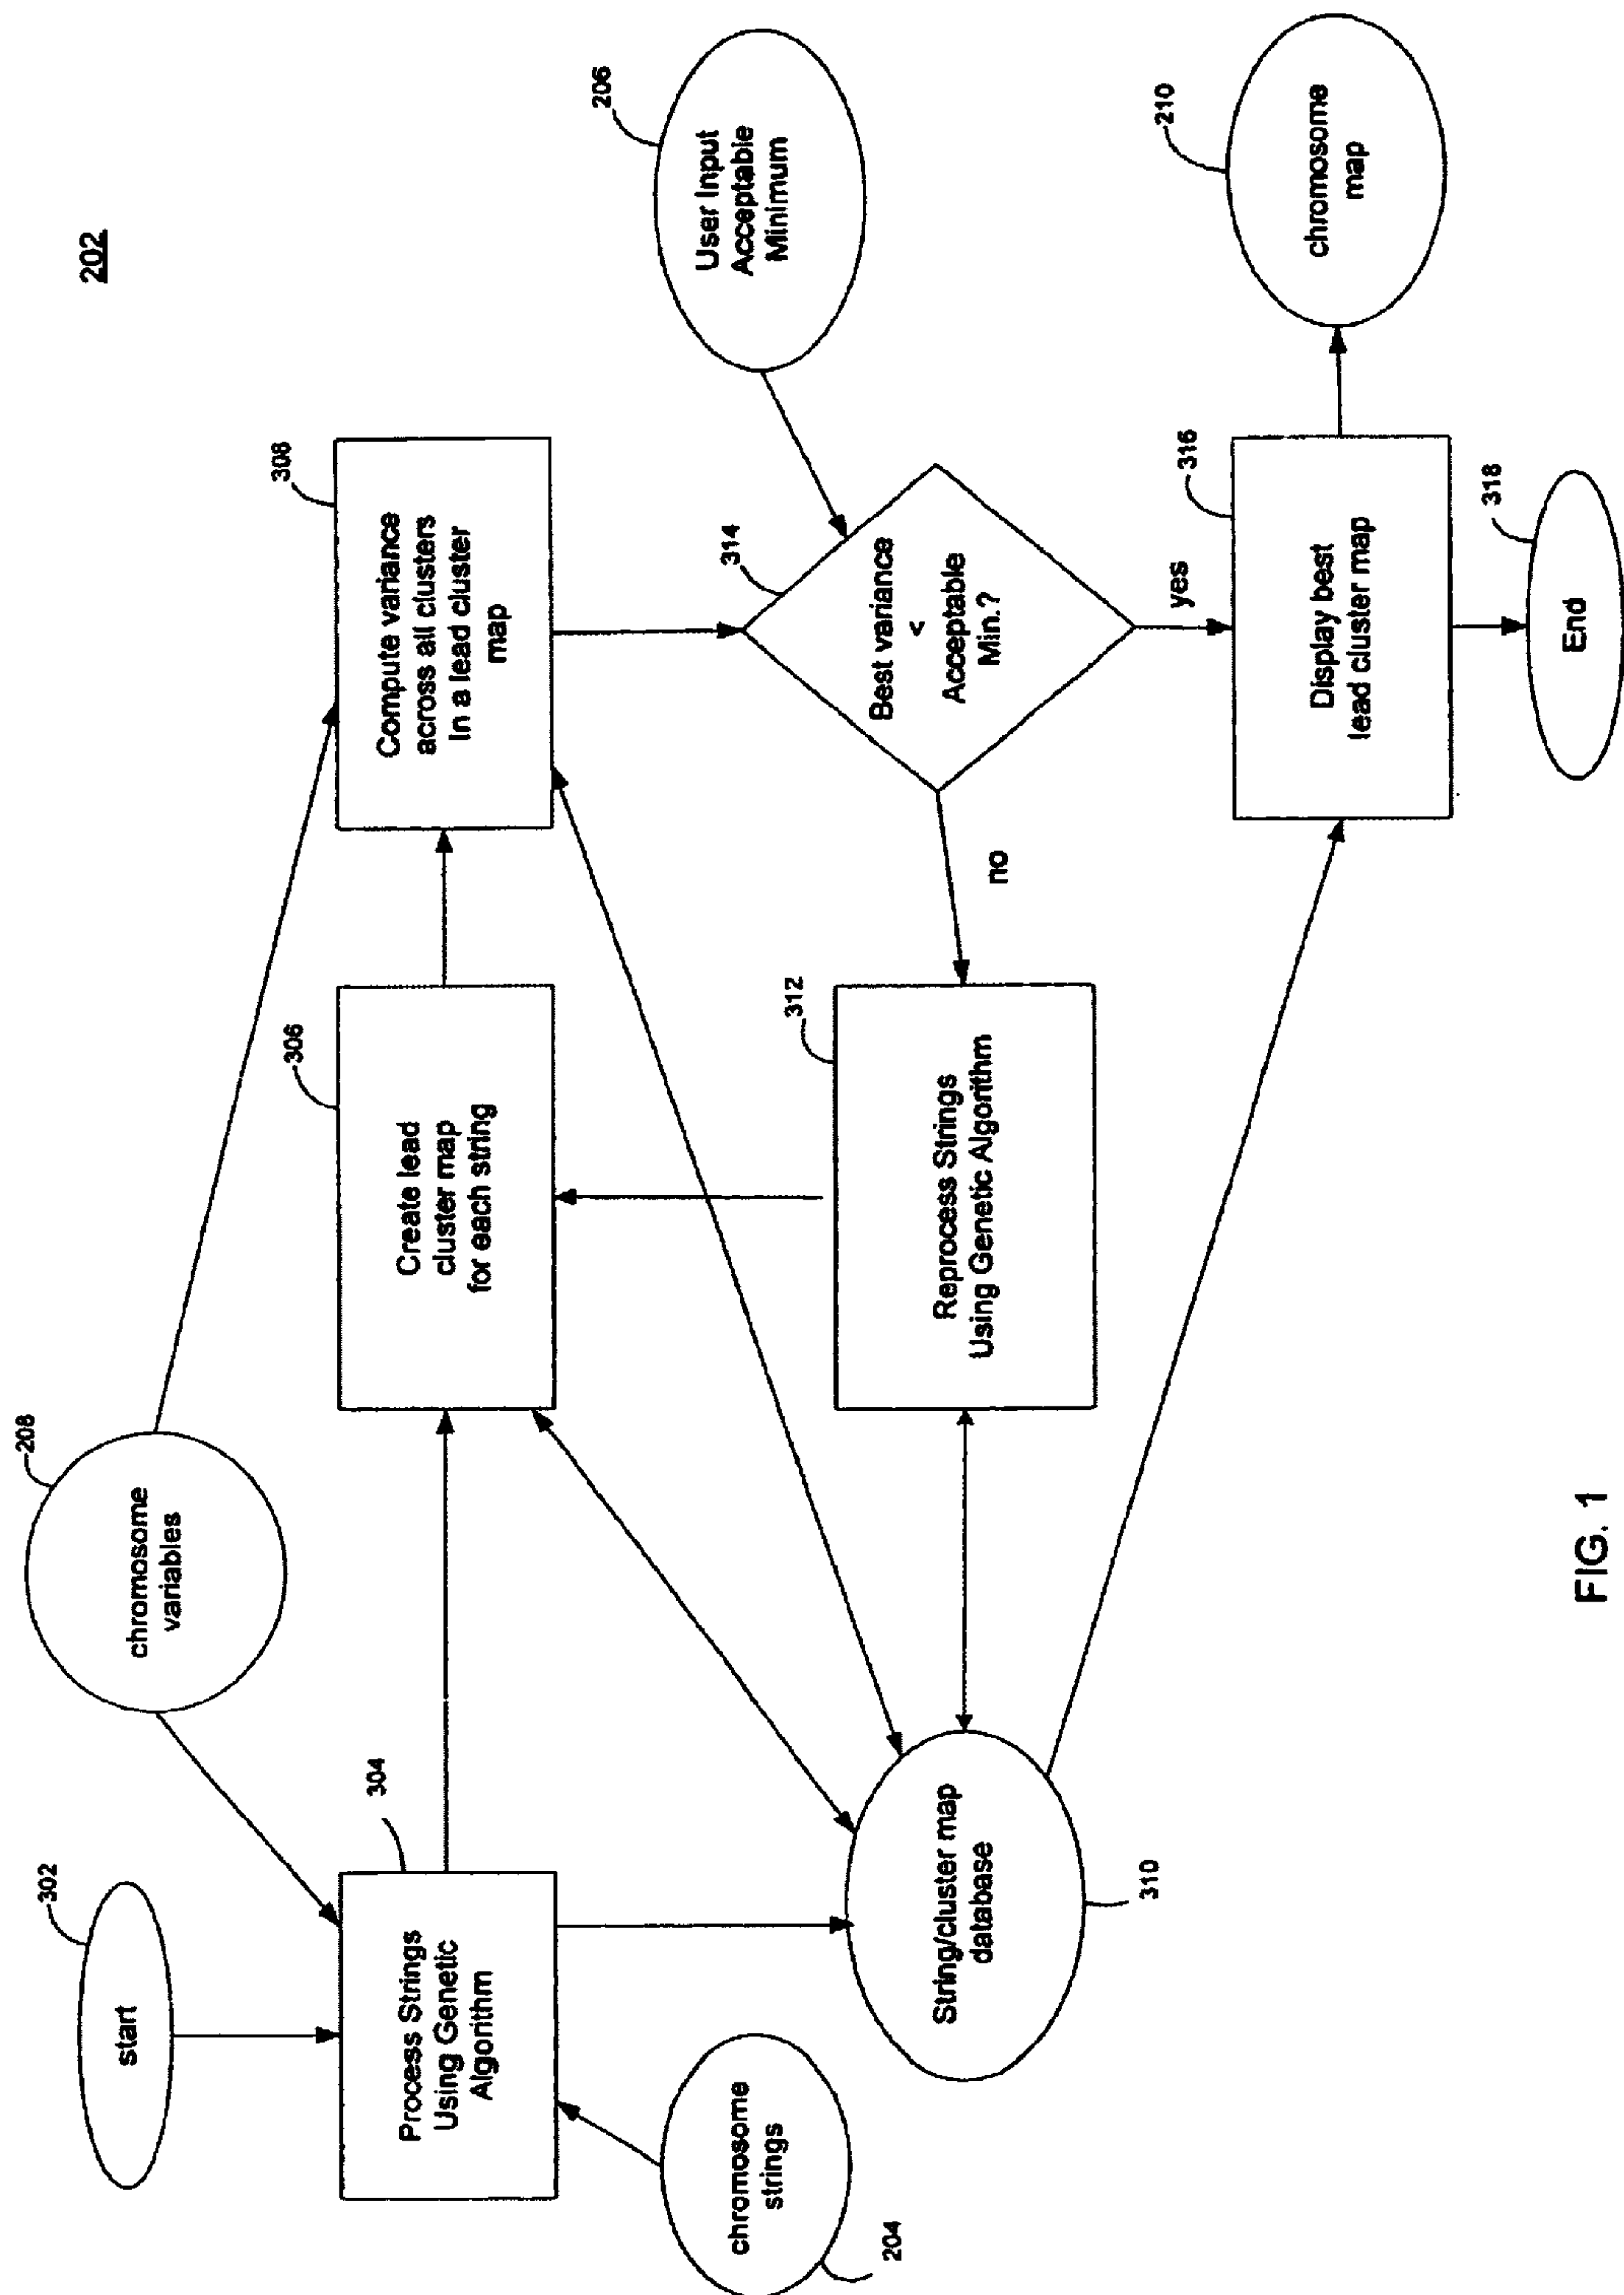 202
302
start
208
chromosome
variables
304
Process Strings
Using Genetic
Algorithm
306
Create lead
cluster map
for each string
308
Compute variance
across all clusters
In a lead cluster
map
206
User Input
Acceptable
Minimum
chromosome
strings
204
String/cluster map
database
310
312
Reprocess Strings
Using Genetic Algorithm
no
314
Best variance
<
Acceptable
Min.?
yes
316
Display best
lead cluster map
210
chromosome
map
318
End
FIG. 1